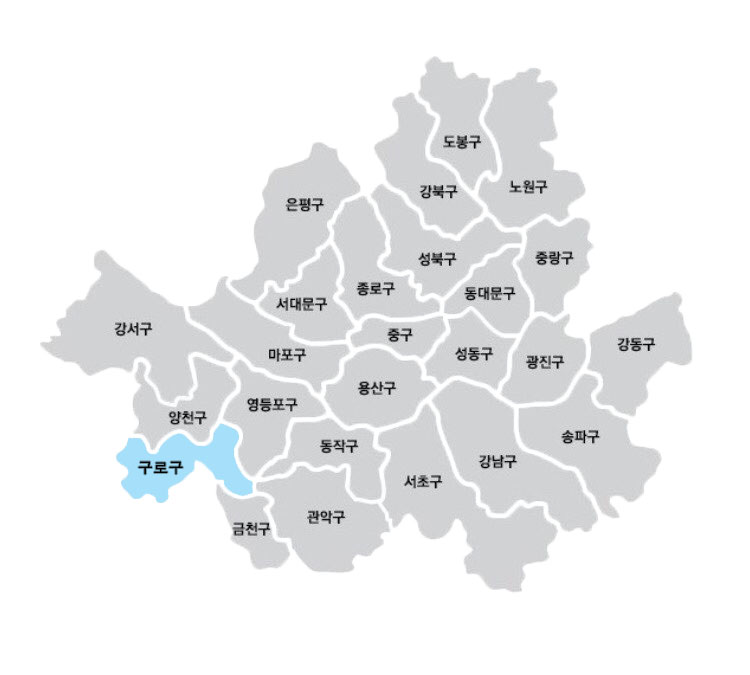 도봉구
노원구
강북구
은평구
성북구
중랑구
종로구
동대문구
서대문구
강서구
중구
강동구
마포구
성동구
광진구
용산구
영등포구
양천구
송파구
동작구
강남구
구로구
서초구
관악구
금천구